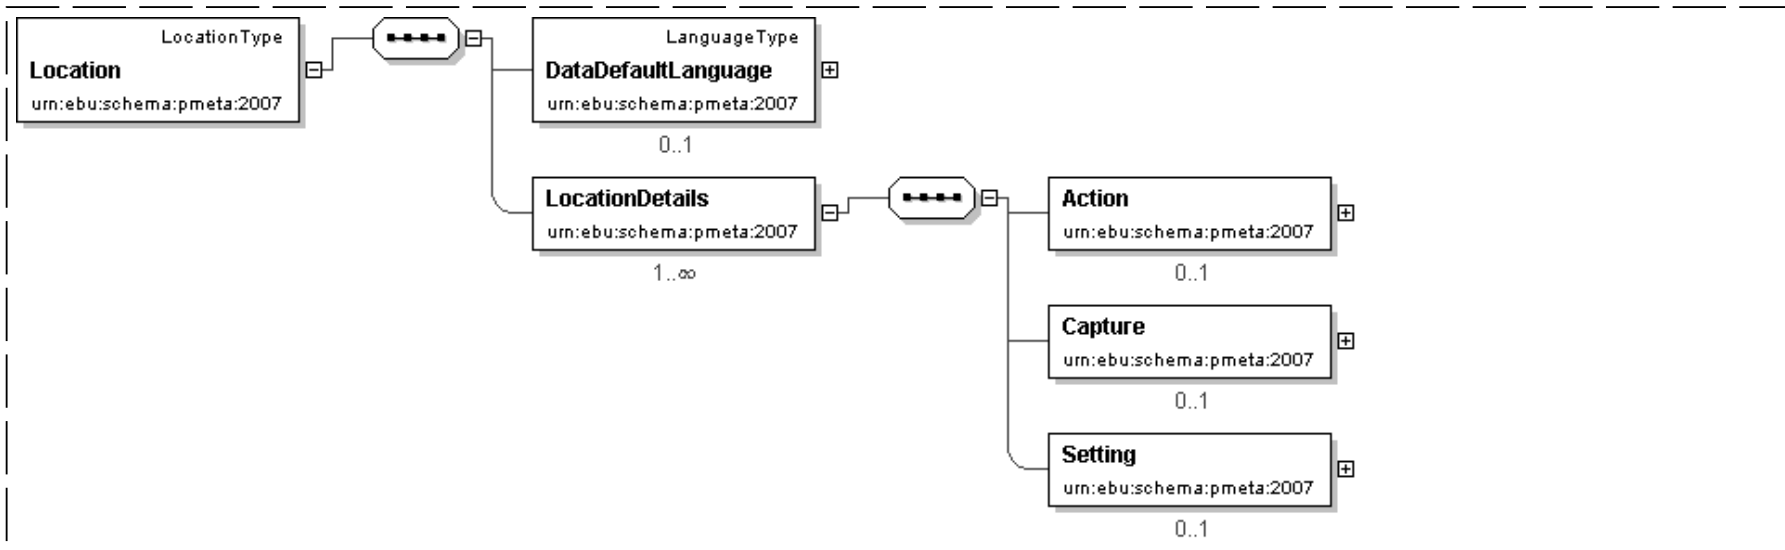 LocationType
Location
urn:ebu:schema:pmeta:2007
LanguageType
DataDefaultLanguage
urn:ebu:schema:pmeta:2007
0..1
LocationDetails
urn:ebu:schema:pmeta:2007
1..∞
Action
urn:ebu:schema:pmeta:2007
0..1
Capture
urn:ebu:schema:pmeta:2007
0..1
Setting
urn:ebu:schema:pmeta:2007
0..1